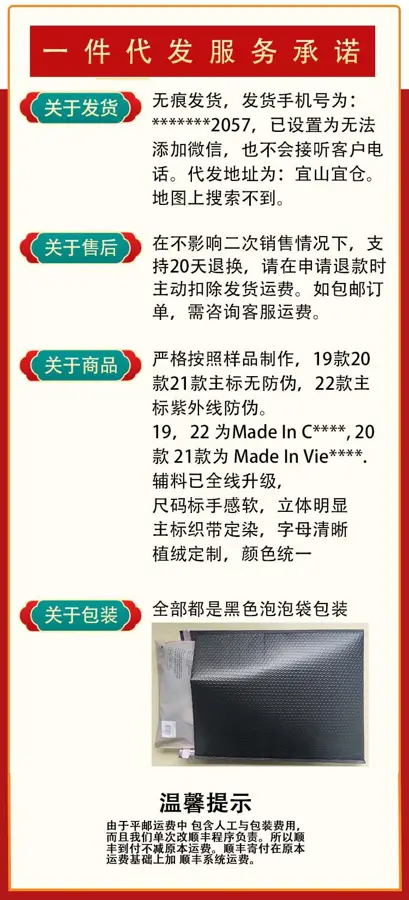 一件代发服务承诺
关于发货
无痕发货，发货手机号为：
*******2057，已设置为无法
添加微信，也不会接听客户电
话。代发地址为：宜山宜仓。
地图上搜索不到。
关于售后
在不影响二次销售情况下，支
持20天退换，请在申请退款时
主动扣除发货运费。如包邮订
单，需咨询客服运费。
关于商品
严格按照样品制作，19款20
款21款主标无防伪，22款主
标紫外线防伪。
19，22 为Made In C****, 20
款 21款为 Made In Vie****.
辅料已全线升级，
尺码标手感软，立体明显
主标织带定染，字母清晰
植绒定制，颜色统一
关于包装
全部都是黑色泡泡袋包装
温馨提示
由于平邮运费中 包含人工与包装费用，
而且我们单次改顺丰程序负责。所以顺
丰到付不减原本运费。顺丰寄付在原本
运费基础上加 顺丰系统运费。